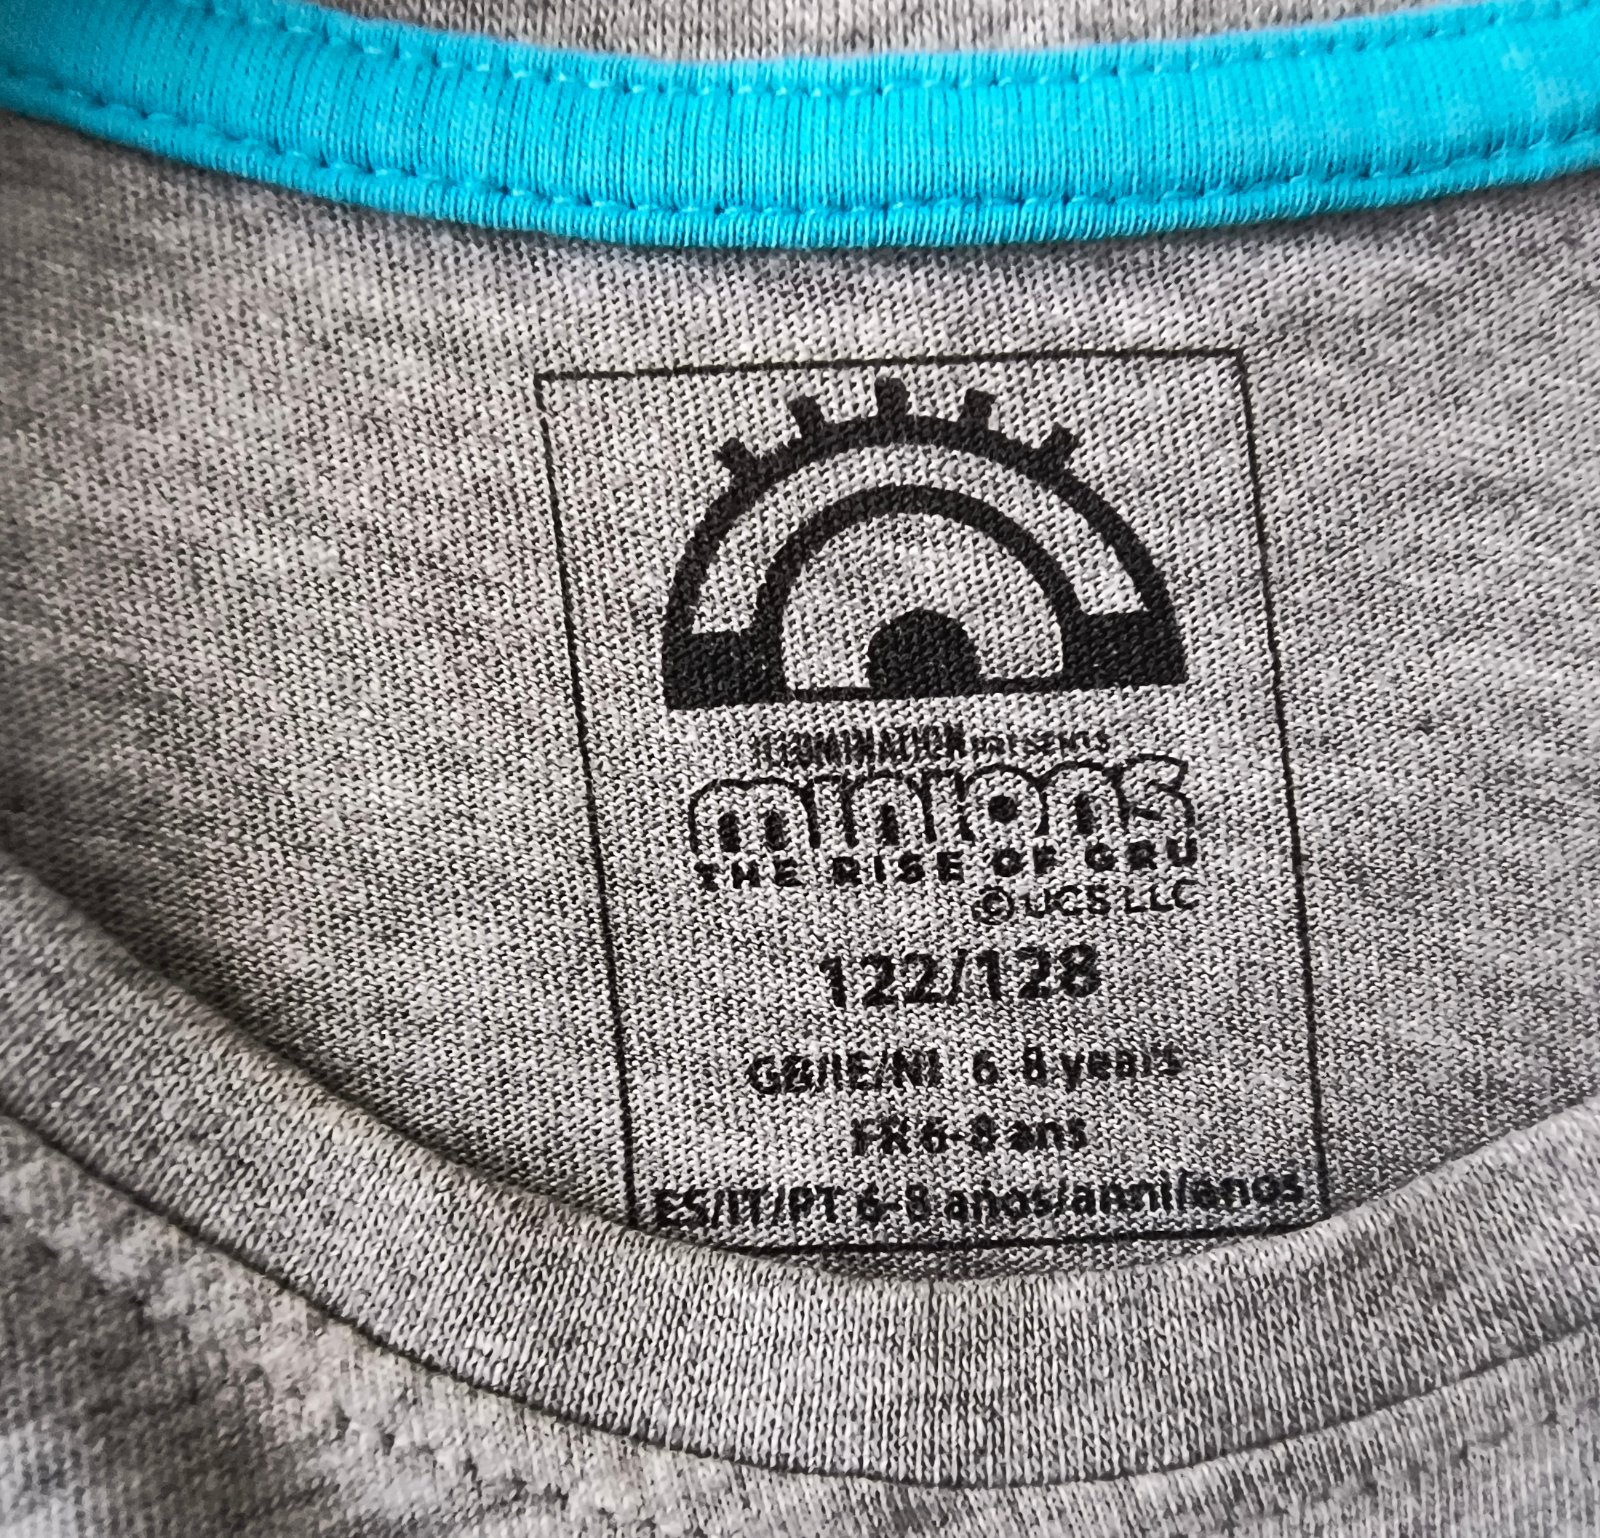 ILLUMINATION PRESENTS
minions
THE RISE OF GRU
© UCS LLC
122/128
GB/IE/NI 6-8 years
FR 6-8 ans
ES/IT/PT 6-8 años/anni/anos